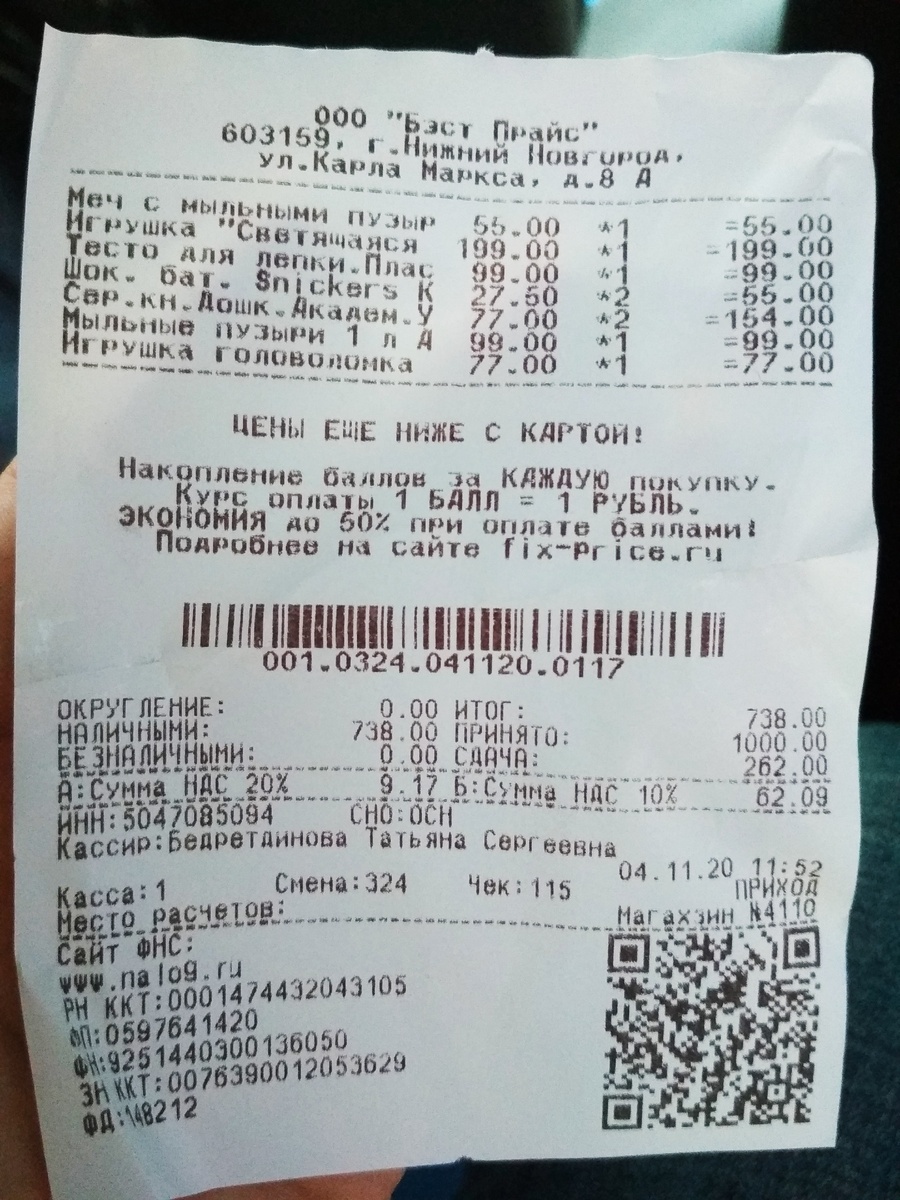 ООО "Бэст Прайс"
603159, г.Нижний Новгород,
ул.Карла Маркса, д.8 А
Меч с мыльными пузыр 55.00 *1 =55.00
Игрушка "Светящаяся 199.00 *1 =199.00
Тесто для лепки.Плас 99.00 *1 =99.00
Шок. бат. Snickers К 27.50 *2 =55.00
Сер.кн.Дошк.Академ.У 77.00 *2 =154.00
Мыльные пузыри 1 л А 99.00 *1 =99.00
Игрушка головоломка 77.00 *1 =77.00
ЦЕНЫ ЕЩЕ НИЖЕ С КАРТОЙ!
Накопление баллов за КАЖДУЮ покупку.
Курс оплаты 1 БАЛЛ = 1 РУБЛЬ.
ЭКОНОМИЯ до 50% при оплате баллами!
Подробнее на сайте fix-price.ru
001.0324.041120.0117
ОКРУГЛЕНИЕ: 0.00 ИТОГ: 738.00
НАЛИЧНЫМИ: 738.00 ПРИНЯТО: 1000.00
БЕЗНАЛИЧНЫМИ: 0.00 СДАЧА: 262.00
А:Сумма НДС 20% 9.17 Б:Сумма НДС 10% 62.09
ИНН:5047085094 СНО:ОСН
Кассир:Бедретдинова Татьяна Сергеевна
04.11.20 11:52
Касса:1 Смена:324 Чек:115 ПРИХОД
Место расчетов: Магахзин №4110
Сайт ФНС:
www.nalog.ru
РН ККТ:0001474432043105
ФП:0597641420
ФН:9251440300136050
ЗН ККТ:0076390012053629
ФД:148212